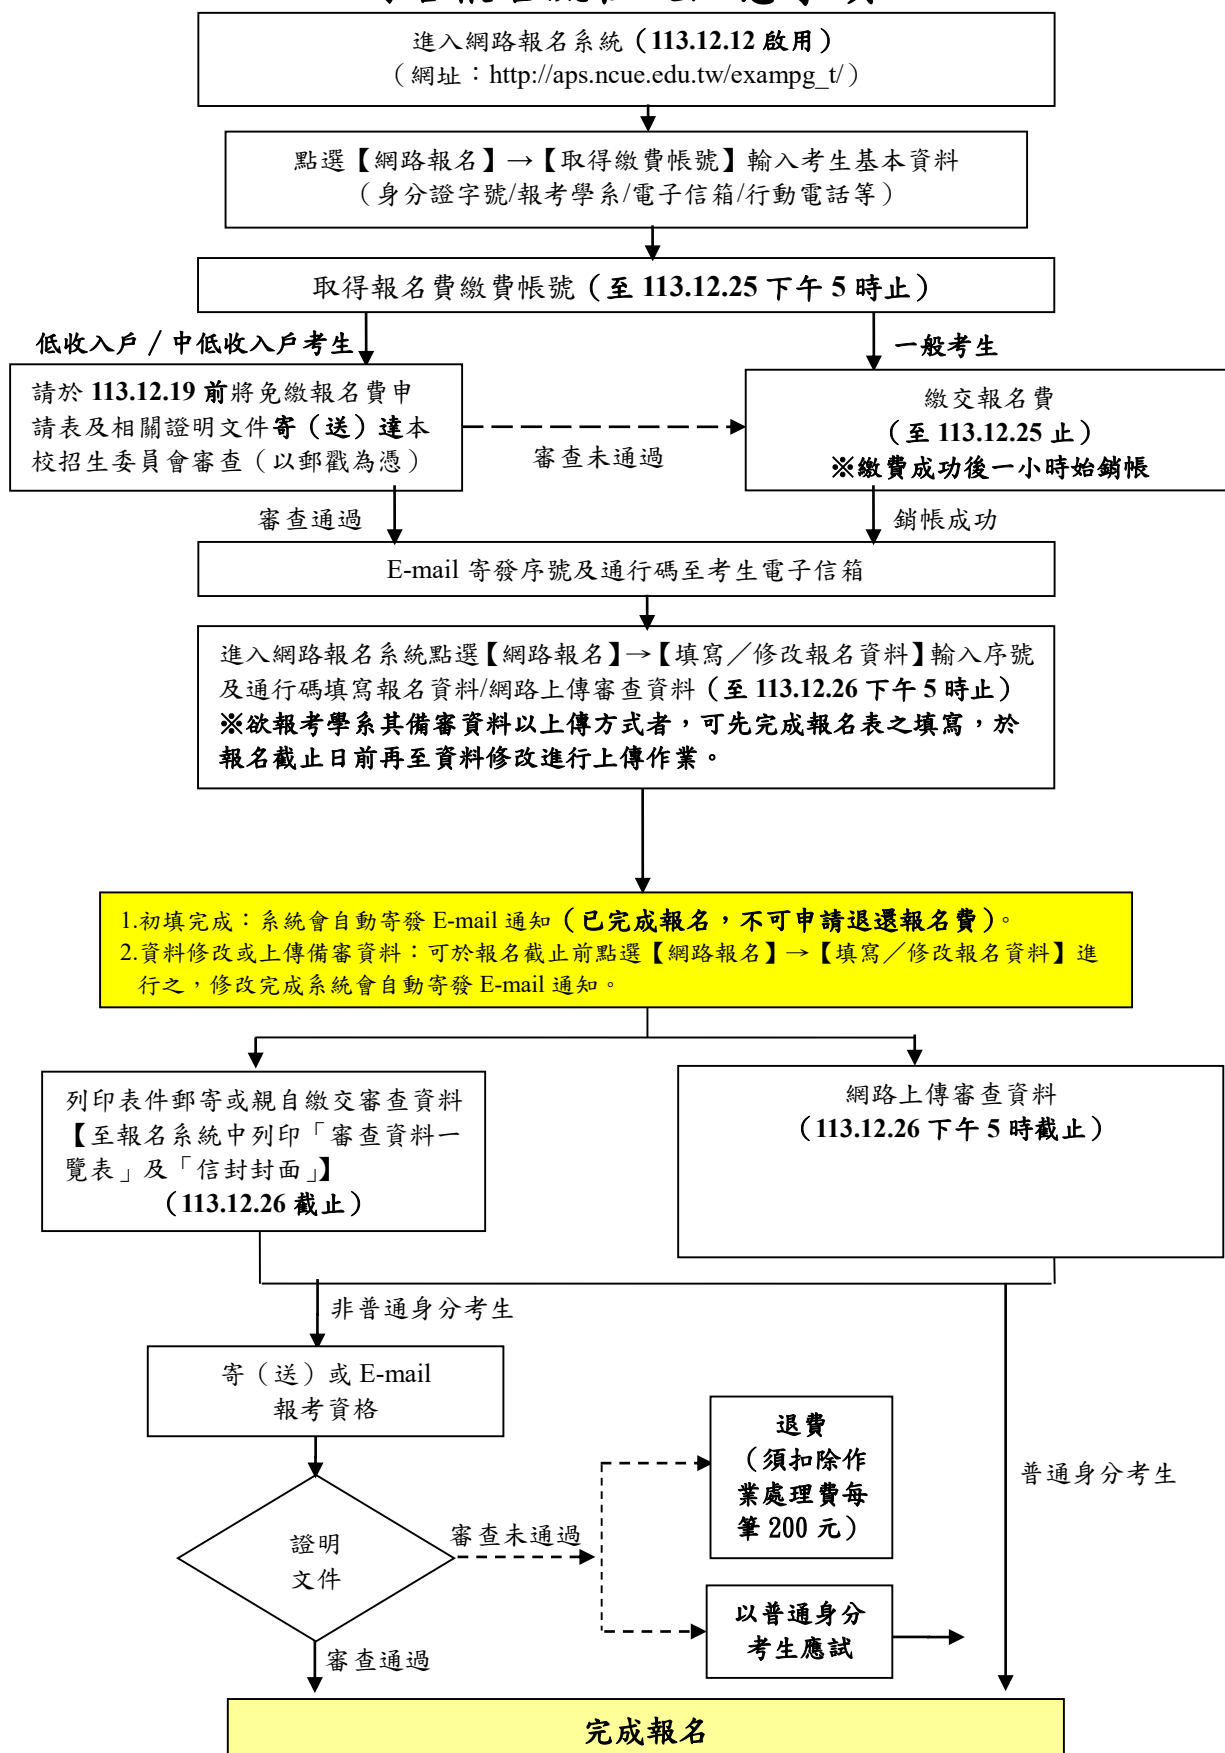 進入網路報名系統（113.12.12 啟用）
（網址：http://aps.ncue.edu.tw/exampg_t/）
點選【網路報名】→【取得繳費帳號】輸入考生基本資料
（身分證字號/報考學系/電子信箱/行動電話等）
取得報名費繳費帳號（至 113.12.25 下午 5 時止）
低收入戶／中低收入戶考生
一般考生
請於 113.12.19 前將免繳報名費申
請表及相關證明文件寄（送）達本
校招生委員會審查（以郵戳為憑）
審查未通過
繳交報名費
（至 113.12.25 止）
※繳費成功後一小時始銷帳
審查通過
銷帳成功
E-mail 寄發序號及通行碼至考生電子信箱
進入網路報名系統點選【網路報名】→【填寫／修改報名資料】輸入序號
及通行碼填寫報名資料/網路上傳審查資料（至 113.12.26 下午 5 時止）
※欲報考學系其備審資料以上傳方式者，可先完成報名表之填寫，於
報名截止日前再至資料修改進行上傳作業。
1.初填完成：系統會自動寄發 E-mail 通知（已完成報名，不可申請退還報名費）。
2.資料修改或上傳備審資料：可於報名截止前點選【網路報名】→【填寫／修改報名資料】進
行之，修改完成系統會自動寄發 E-mail 通知。
列印表件郵寄或親自繳交審查資料
【至報名系統中列印「審查資料一
覽表」及「信封封面」】
（113.12.26 截止）
網路上傳審查資料
（113.12.26 下午 5 時截止）
非普通身分考生
寄（送）或 E-mail
報考資格
退費
（須扣除作
業處理費每
筆 200 元）
普通身分考生
證明
文件
審查未通過
以普通身分
考生應試
審查通過
完成報名